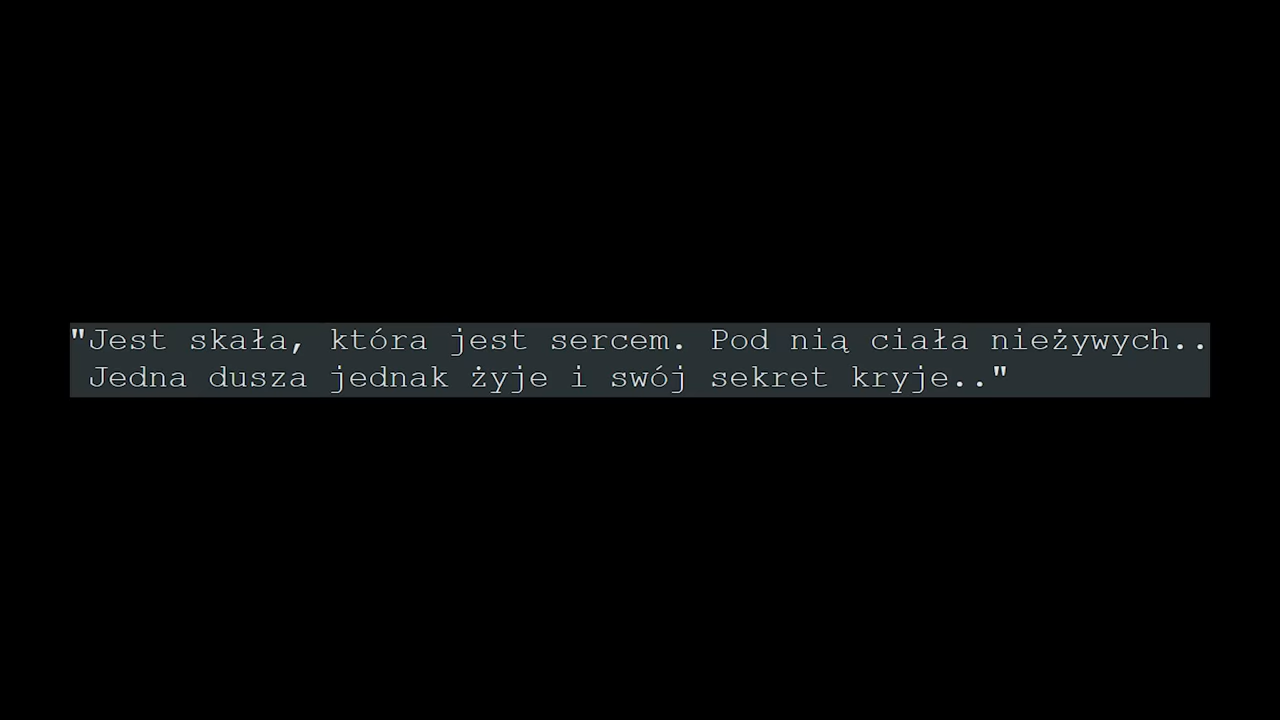 "Jest skała, która jest sercem. Pod nią ciała nieżywych..
Jedna dusza jednak żyje i swój sekret kryje.."